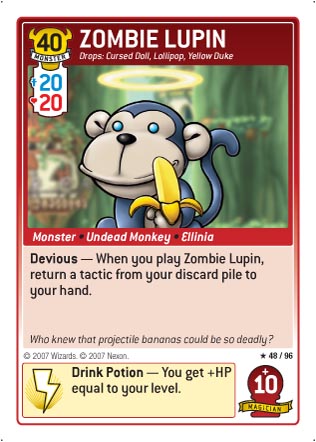 40
MONSTER
ZOMBIE LUPIN
Drops: Cursed Doll, Lollipop, Yellow Duke
20
20
Monster • Undead Monkey • Ellinia
Devious — When you play Zombie Lupin,
return a tactic from your discard pile to
your hand.
Who knew that projectile bananas could be so deadly?
© 2007 Wizards. © 2007 Nexon.
★ 48 / 96
Drink Potion — You get +HP
equal to your level.
+
10
MAGICIAN